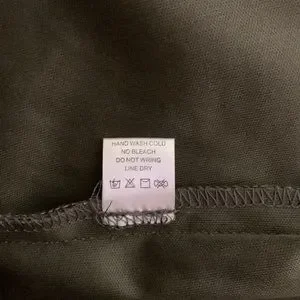 HAND WASH COLD
NO BLEACH
DO NOT WRING
LINE DRY